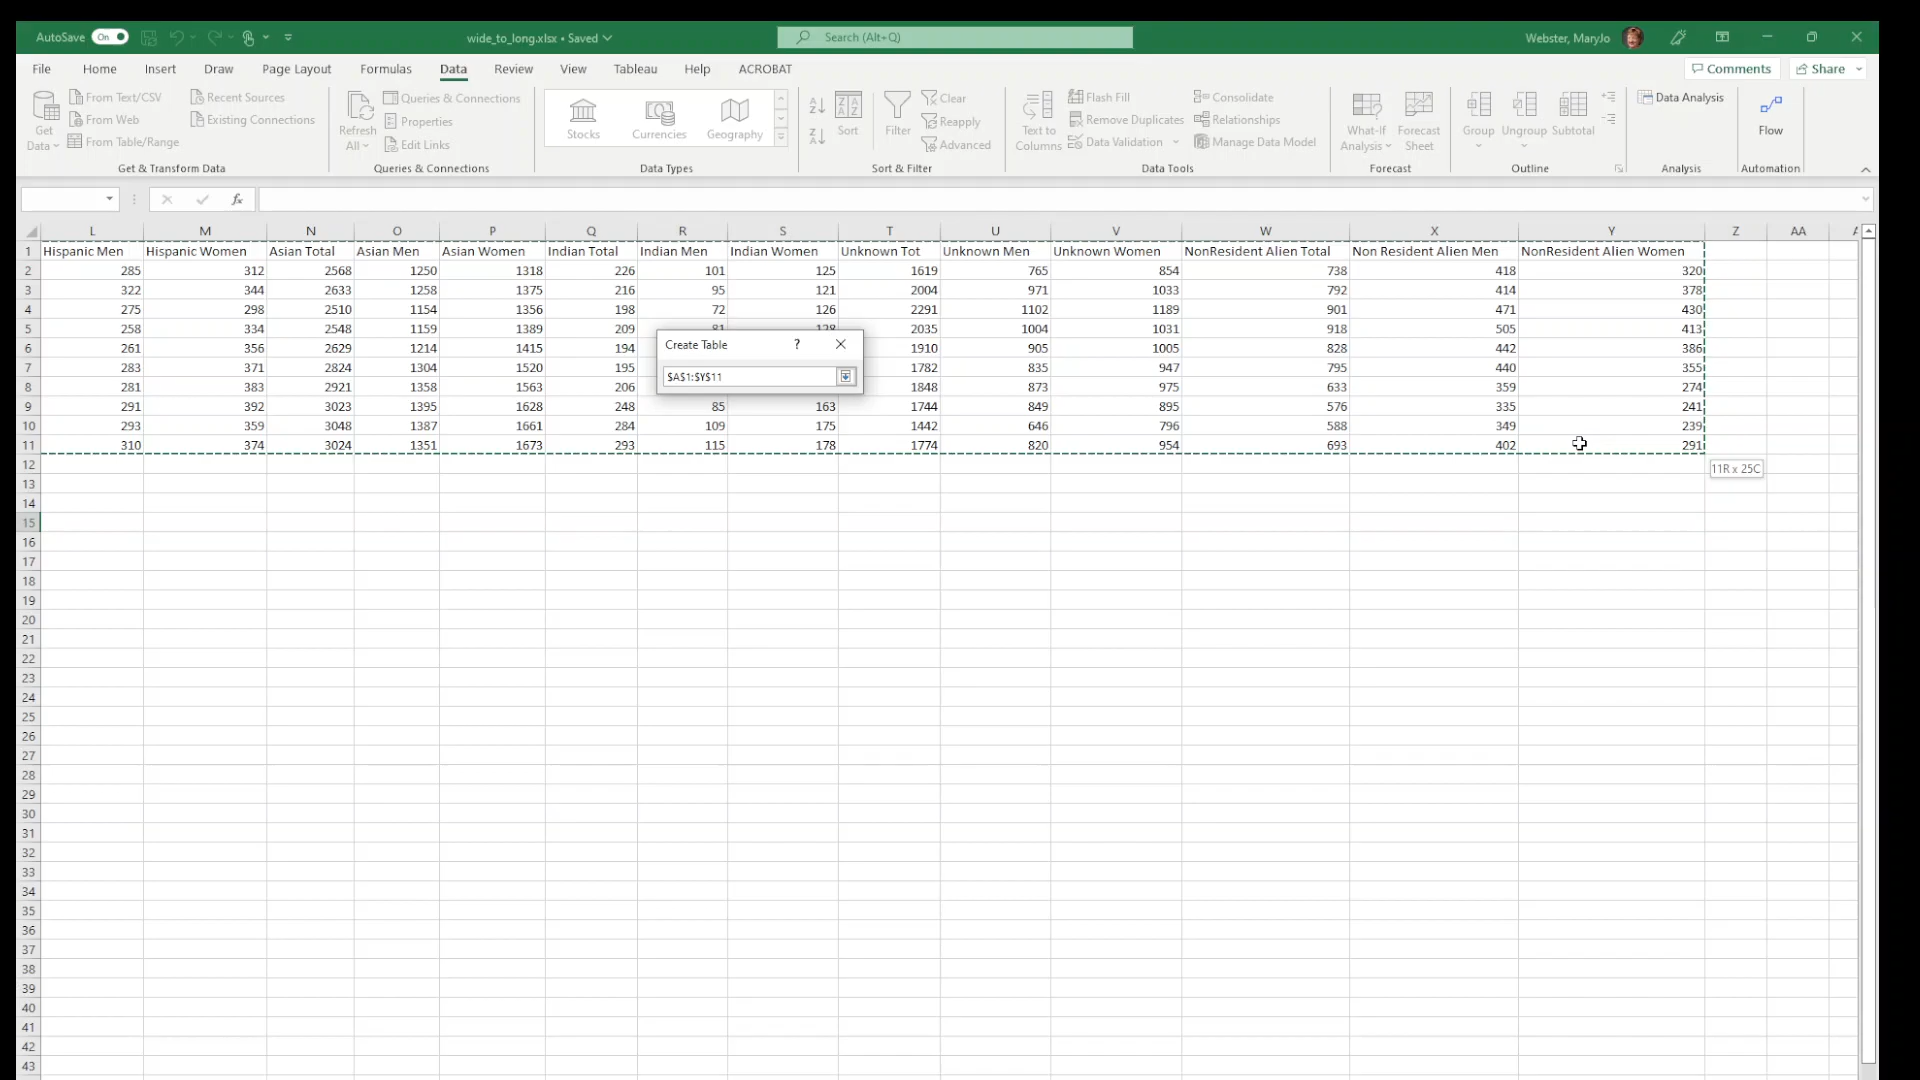 AutoSave On wide_to_long.xlsx • Saved Search (Alt+Q) Webster, MaryJo
File Home Insert Draw Page Layout Formulas Data Review View Tableau Help ACROBAT Comments Share
Get Data From Text/CSV From Web From Table/Range Recent Sources Existing Connections
Refresh All Queries & Connections Properties Edit Links
Stocks Currencies Geography
Sort Filter Clear Reapply Advanced
Text to Columns Flash Fill Remove Duplicates Data Validation Consolidate Relationships Manage Data Model
What-If Analysis Forecast Sheet
Group Ungroup Subtotal
Data Analysis
Flow
Get & Transform Data Queries & Connections Data Types Sort & Filter Data Tools Forecast Outline Analysis Automation
fx
L M N O P Q R S T U V W X Y Z AA
1 Hispanic Men Hispanic Women Asian Total Asian Men Asian Women Indian Total Indian Men Indian Women Unknown Tot Unknown Men Unknown Women NonResident Alien Total Non Resident Alien Men NonResident Alien Women
2 285 312 2568 1250 1318 226 101 125 1619 765 854 738 418 320
3 322 344 2633 1258 1375 216 95 121 2004 971 1033 792 414 378
4 275 298 2510 1154 1356 198 72 126 2291 1102 1189 901 471 430
5 258 334 2548 1159 1389 209 81 128 2035 1004 1031 918 505 413
6 261 356 2629 1214 1415 194 1910 905 1005 828 442 386
7 283 371 2824 1304 1520 195 1782 835 947 795 440 355
8 281 383 2921 1358 1563 206 1848 873 975 633 359 274
9 291 392 3023 1395 1628 248 85 163 1744 849 895 576 335 241
10 293 359 3048 1387 1661 284 109 175 1442 646 796 588 349 239
11 310 374 3024 1351 1673 293 115 178 1774 820 954 693 402 291
Create Table ?
$A$1:$Y$11
11R x 25C
12
13
14
15
16
17
18
19
20
21
22
23
24
25
26
27
28
29
30
31
32
33
34
35
36
37
38
39
40
41
42
43